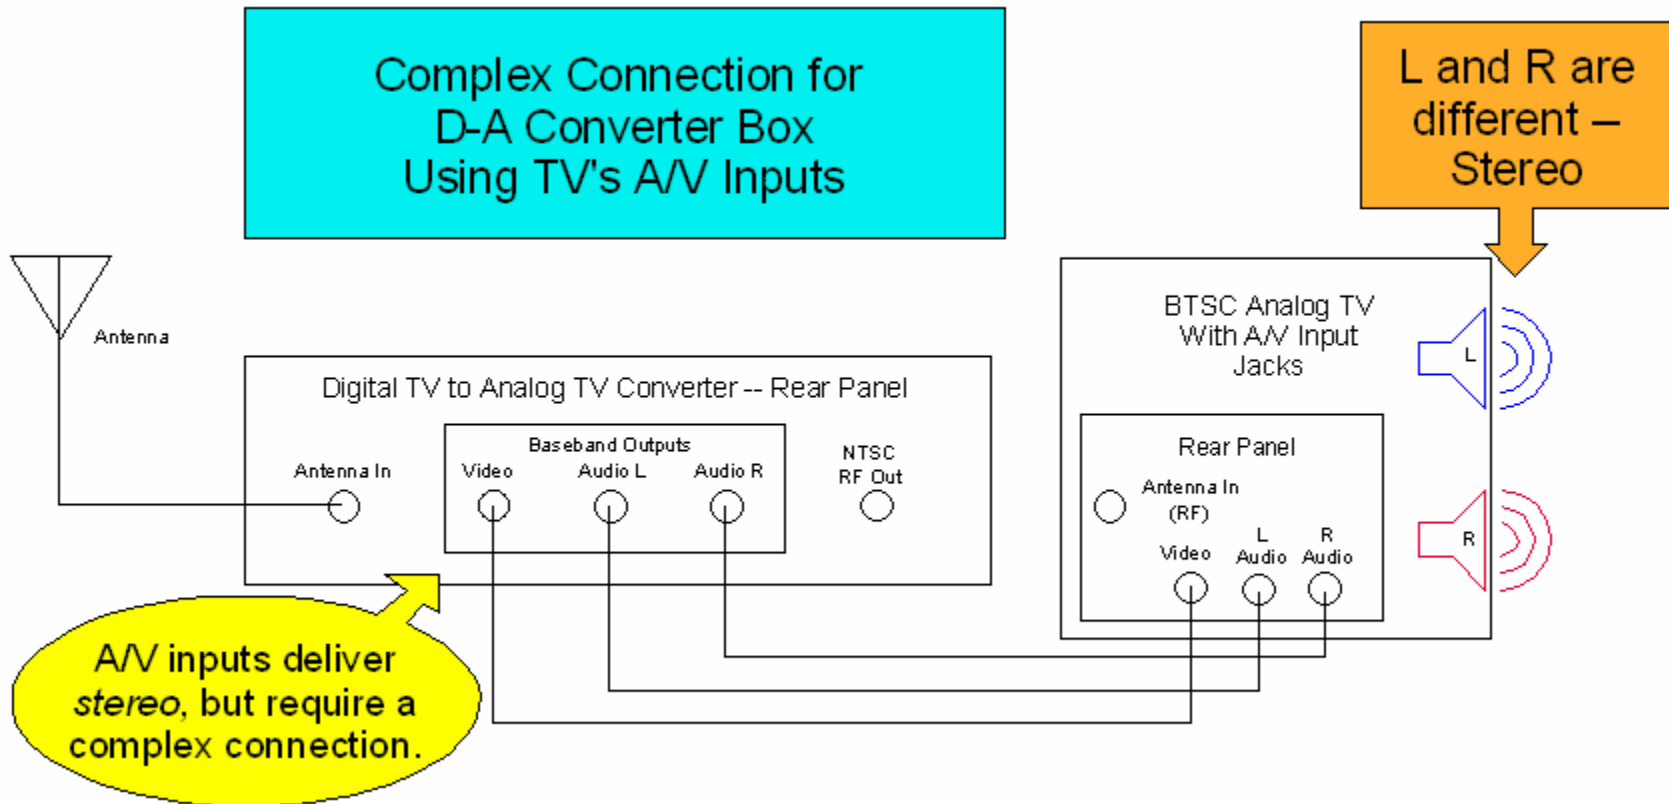 Complex Connection for
D-A Converter Box
Using TV's A/V Inputs
L and R are
different –
Stereo
Antenna
Digital TV to Analog TV Converter -- Rear Panel
Baseband Outputs
Antenna In
Video
Audio L
Audio R
NTSC
RF Out
BTSC Analog TV
With A/V Input
Jacks
L
Rear Panel
Antenna In
(RF)
Video
L
Audio
R
Audio
R
A/V inputs deliver
stereo, but require a
complex connection.